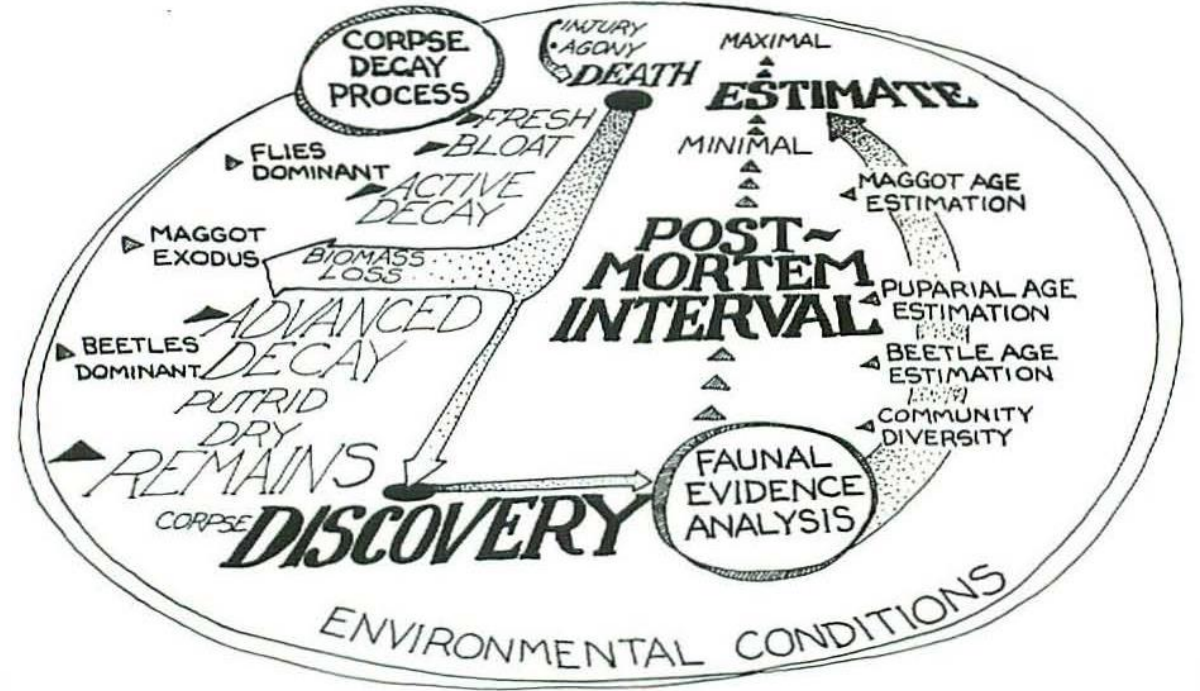 CORPSE
DECAY
PROCESS
INJURY
•AGONY
DEATH
FRESH
BLOAT
ACTIVE
DECAY
FLIES
DOMINANT
MAGGOT
EXODUS
BIOMASS
LOSS
ADVANCED
DECAY
BEETLES
DOMINANT
PUTRID
DRY
REMAINS
CORPSE DISCOVERY
MAXIMAL
ESTIMATE
MINIMAL
POST~
MORTEM
INTERVAL
MAGGOT AGE
ESTIMATION
PUPARIAL AGE
ESTIMATION
BEETLE AGE
ESTIMATION
COMMUNITY
DIVERSITY
FAUNAL
EVIDENCE
ANALYSIS
ENVIRONMENTAL CONDITIONS